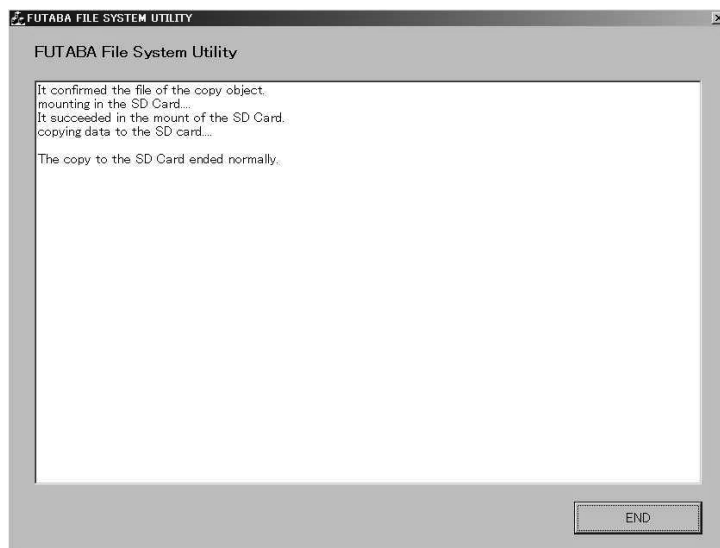 FUTABA FILE SYSTEM UTILITY
FUTABA File System Utility
It confirmed the file of the copy object.
mounting in the SD Card....
It succeeded in the mount of the SD Card.
copying data to the SD card....
The copy to the SD Card ended normally.
END